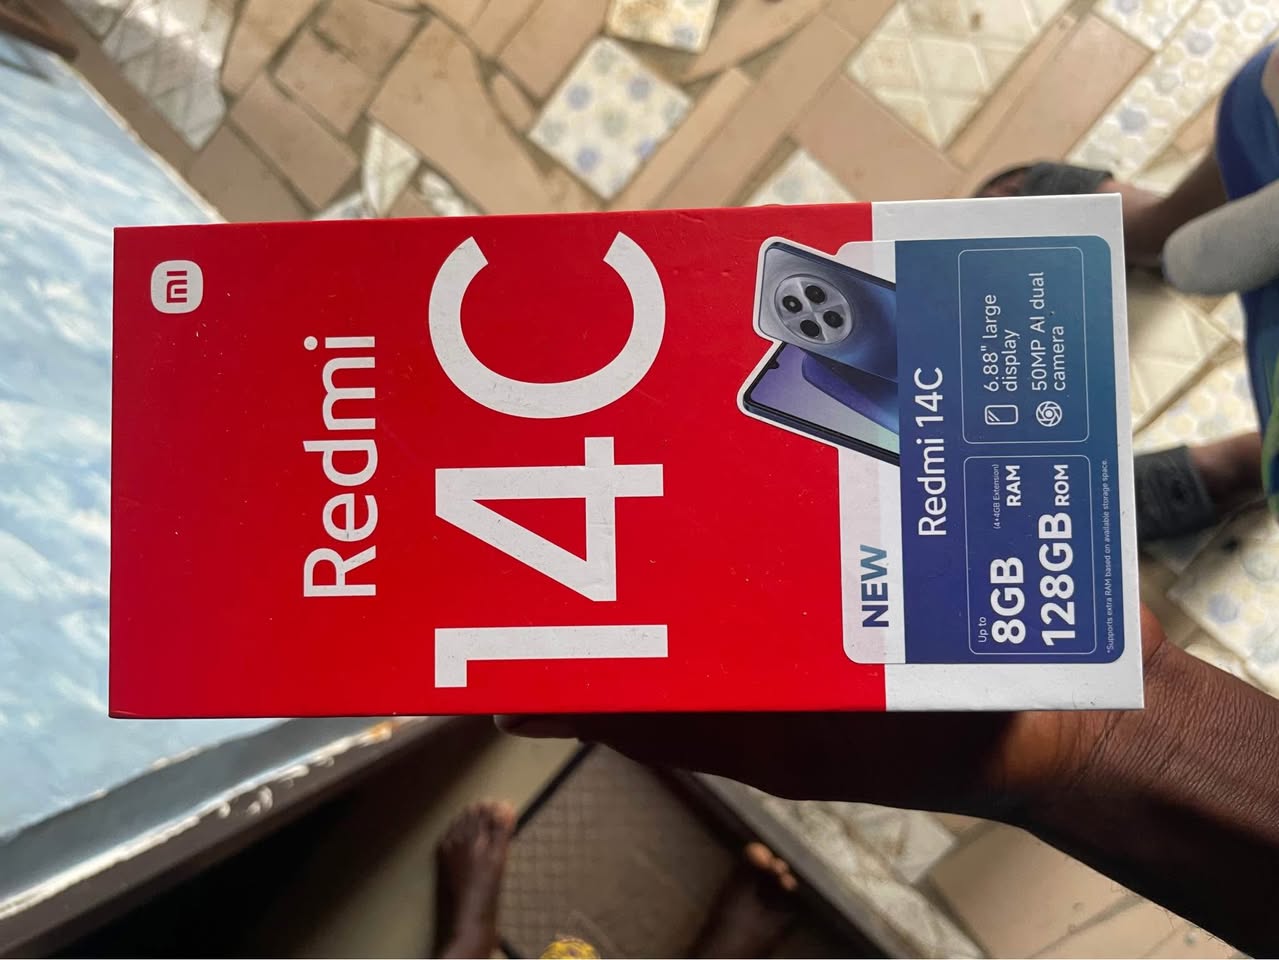 mi
Redmi
14C
NEW
Redmi 14C
Up to
8GB (4+4GB Extension) RAM
128GB ROM
6.88" large
display
50MP AI dual
camera
*Supports extra RAM based on available storage space.